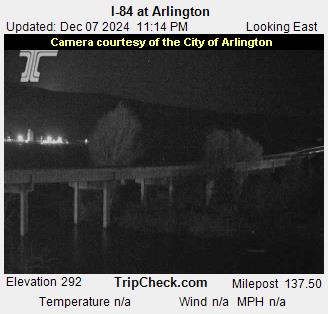 I-84 at Arlington
Updated: Dec 07 2024 11:14 PM Looking East
Camera courtesy of the City of Arlington
Elevation 292 TripCheck.com Milepost 137.50
Temperature n/a Wind n/a MPH n/a